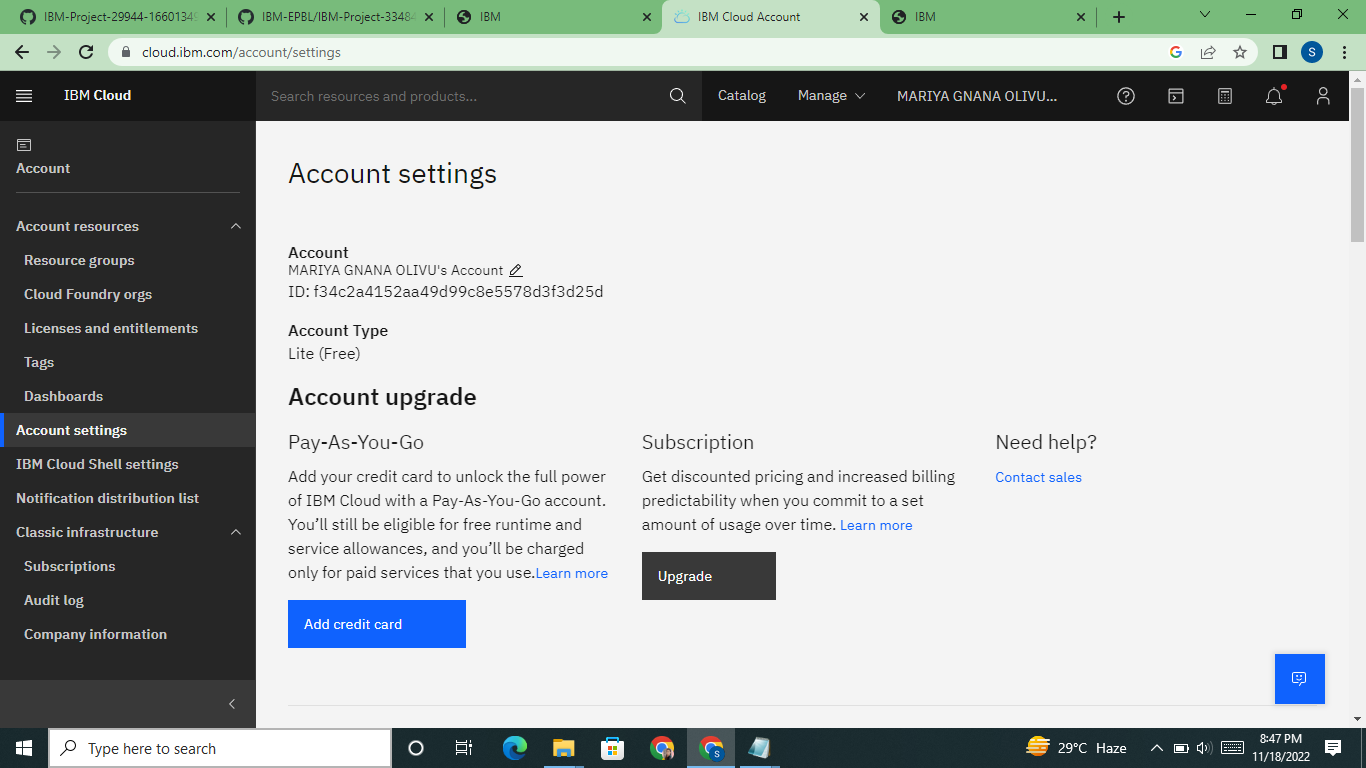 IBM-Project-29944-16601345
IBM-EPBL/IBM-Project-33484
IBM
IBM Cloud Account
IBM
cloud.ibm.com/account/settings
S
IBM Cloud
Search resources and products...
Catalog
Manage
MARIYA GNANA OLIVU...
Account
Account resources
Resource groups
Cloud Foundry orgs
Licenses and entitlements
Tags
Dashboards
Account settings
IBM Cloud Shell settings
Notification distribution list
Classic infrastructure
Subscriptions
Audit log
Company information
Account settings
Account
MARIYA GNANA OLIVU's Account
ID: f34c2a4152aa49d99c8e5578d3f3d25d
Account Type
Lite (Free)
Account upgrade
Pay-As-You-Go
Add your credit card to unlock the full power
of IBM Cloud with a Pay-As-You-Go account.
You’ll still be eligible for free runtime and
service allowances, and you’ll be charged
only for paid services that you use.Learn more
Add credit card
Subscription
Get discounted pricing and increased billing
predictability when you commit to a set
amount of usage over time. Learn more
Upgrade
Need help?
Contact sales
Type here to search
S
29°C Haze
8:47 PM
11/18/2022